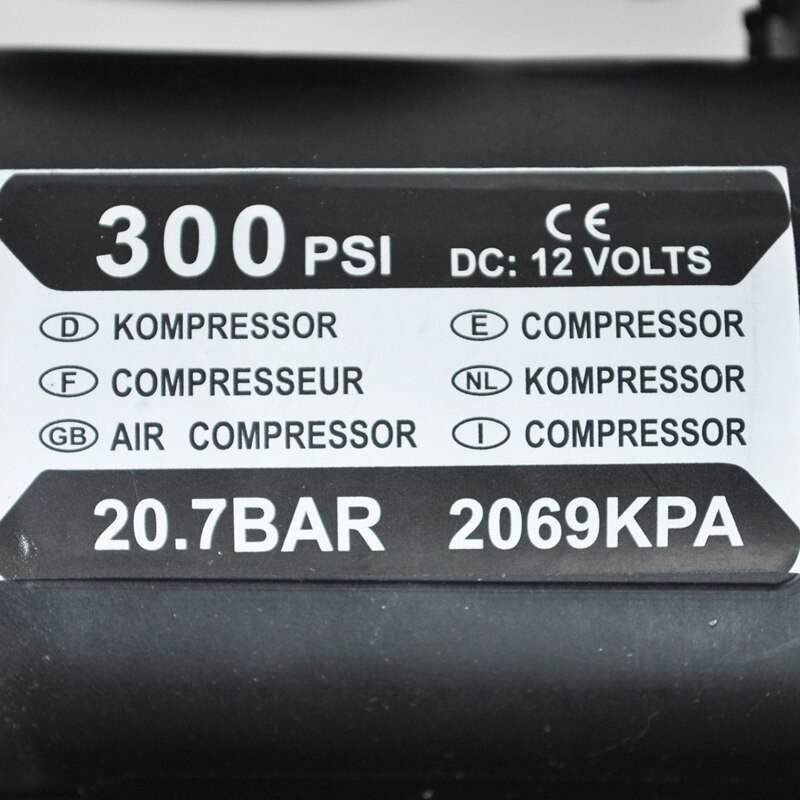 300 PSI CE
DC: 12 VOLTS
D KOMPRESSOR E COMPRESSOR
F COMPRESSEUR NL KOMPRESSOR
GB AIR COMPRESSOR I COMPRESSOR
20.7BAR 2069KPA